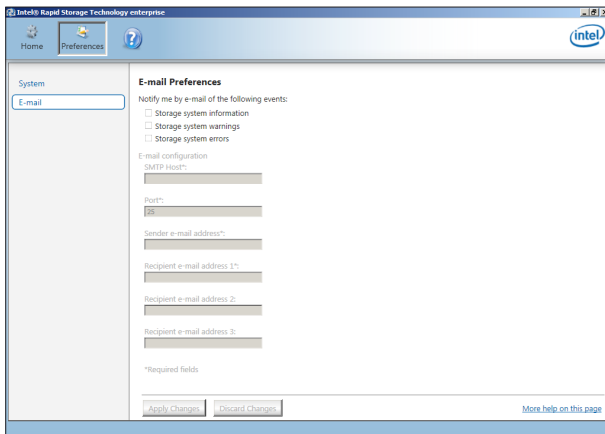 Intel® Rapid Storage Technology enterprise
Home
Preferences
?
intel
System
E-mail
E-mail Preferences
Notify me by e-mail of the following events:
Storage system information
Storage system warnings
Storage system errors
E-mail configuration
SMTP Host*:
Port*:
25
Sender e-mail address*:
Recipient e-mail address 1*:
Recipient e-mail address 2:
Recipient e-mail address 3:
*Required fields
Apply Changes
Discard Changes
More help on this page